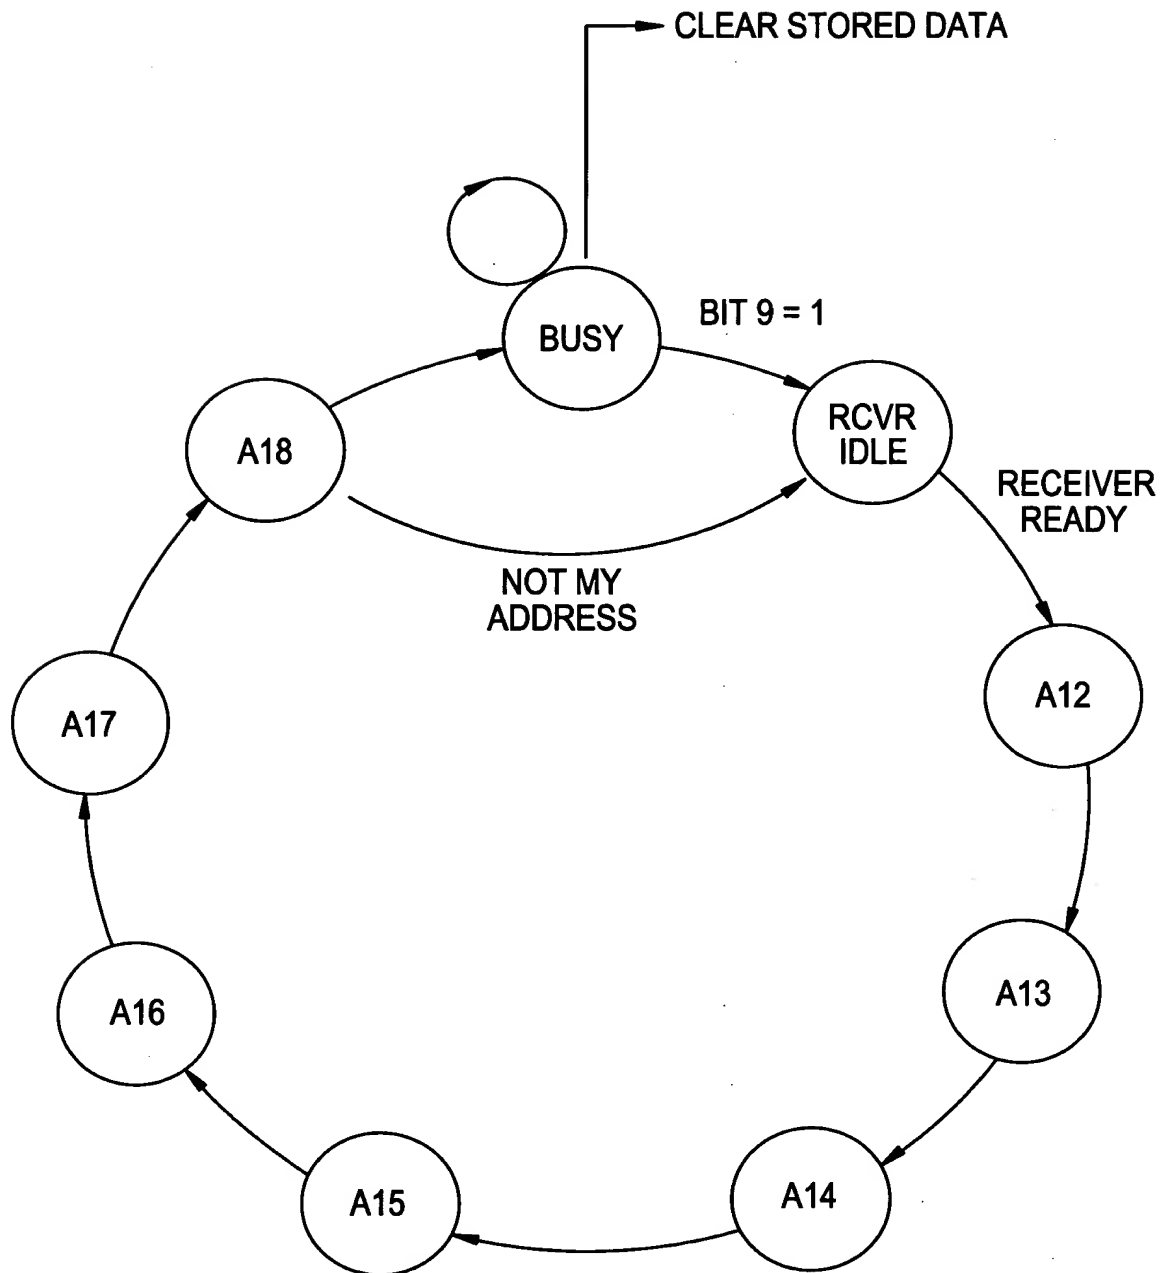 CLEAR STORED DATA
BUSY
BIT 9 = 1
RCVR
IDLE
A18
RECEIVER
READY
NOT MY
ADDRESS
A12
A17
A13
A16
A14
A15